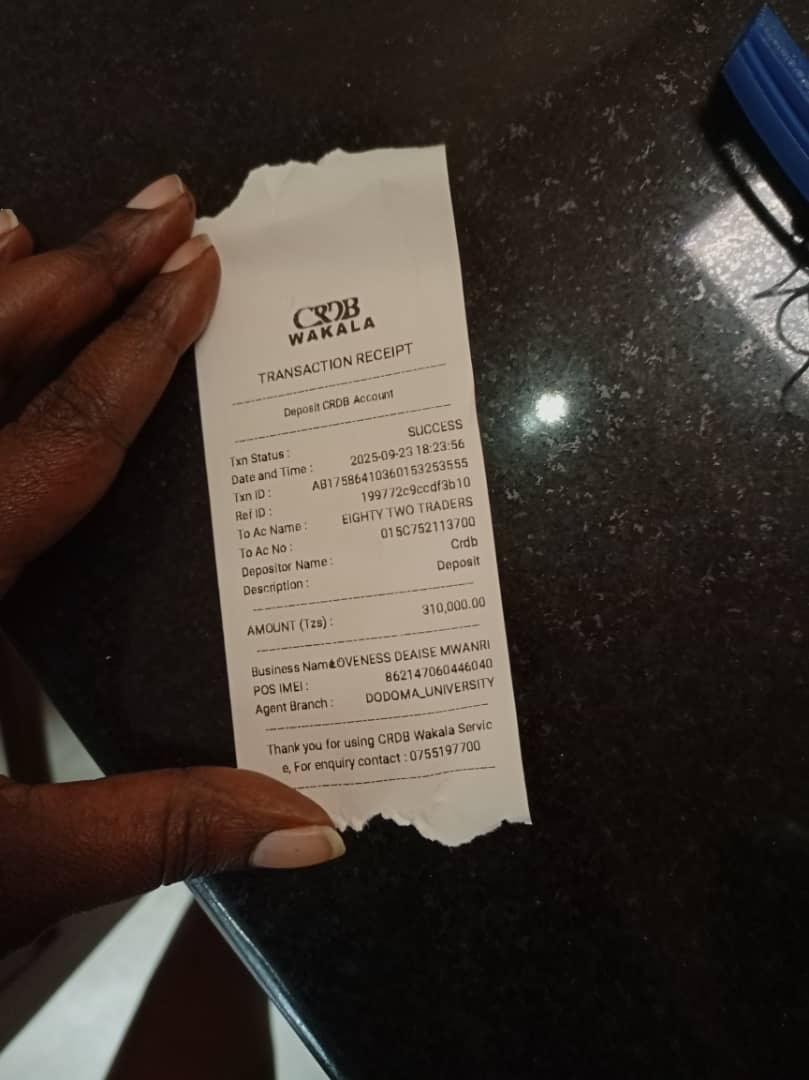 CRDB
WAKALA
TRANSACTION RECEIPT
Deposit CRDB Account
Txn Status : SUCCESS
Date and Time : 2025-09-23 18:23:56
Txn ID : AB17586410360153253555
Ref ID : 199772c9ccdf3b10
To Ac Name : EIGHTY TWO TRADERS
To Ac No : 015C752113700
Depositor Name : Crdb
Description : Deposit
AMOUNT (Tzs) : 310,000.00
Business Name LOVENESS DEAISE MWANRI
POS IMEI : 862147060446040
Agent Branch : DODOMA_UNIVERSITY
Thank you for using CRDB Wakala Servic
e, For enquiry contact : 0755197700